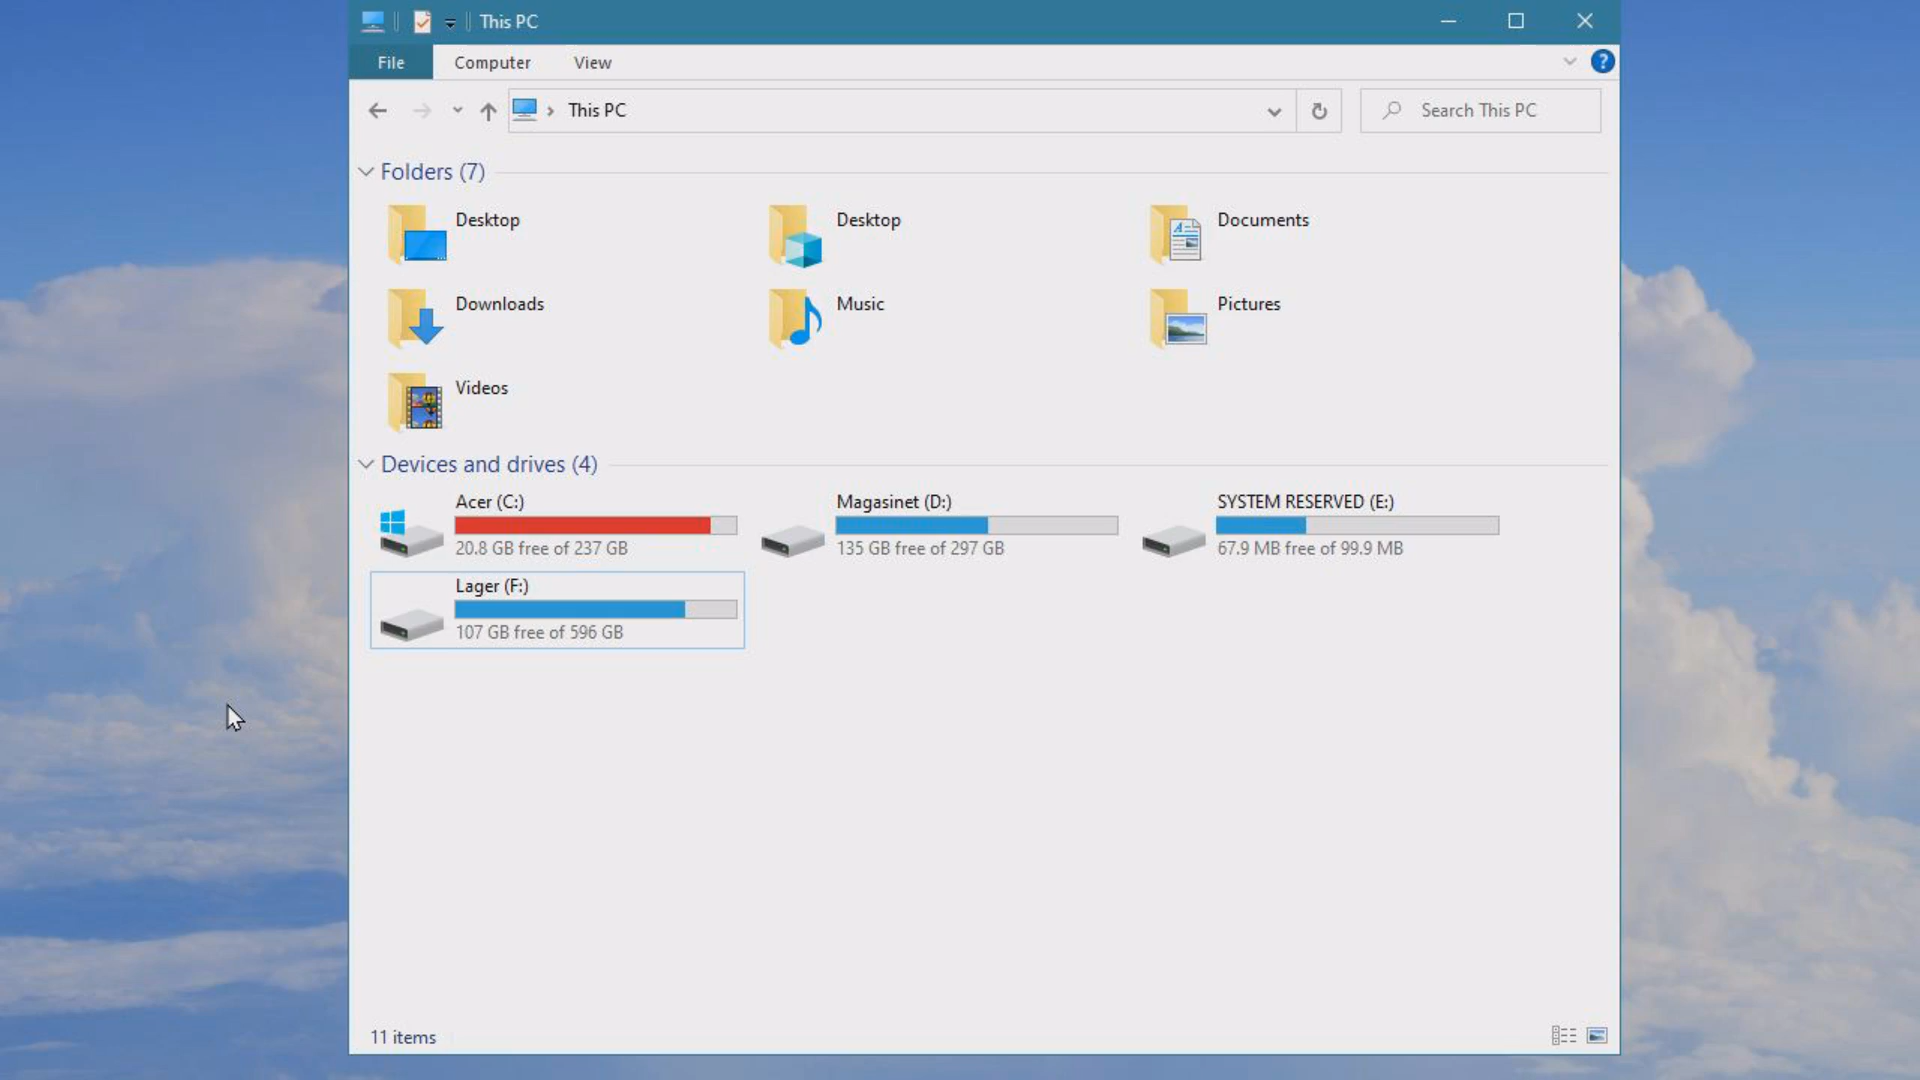 This PC
File Computer View
This PC
Search This PC
Folders (7)
Desktop
Desktop
Documents
Downloads
Music
Pictures
Videos
Devices and drives (4)
Acer (C:)
20.8 GB free of 237 GB
Magasinet (D:)
135 GB free of 297 GB
SYSTEM RESERVED (E:)
67.9 MB free of 99.9 MB
Lager (F:)
107 GB free of 596 GB
11 items